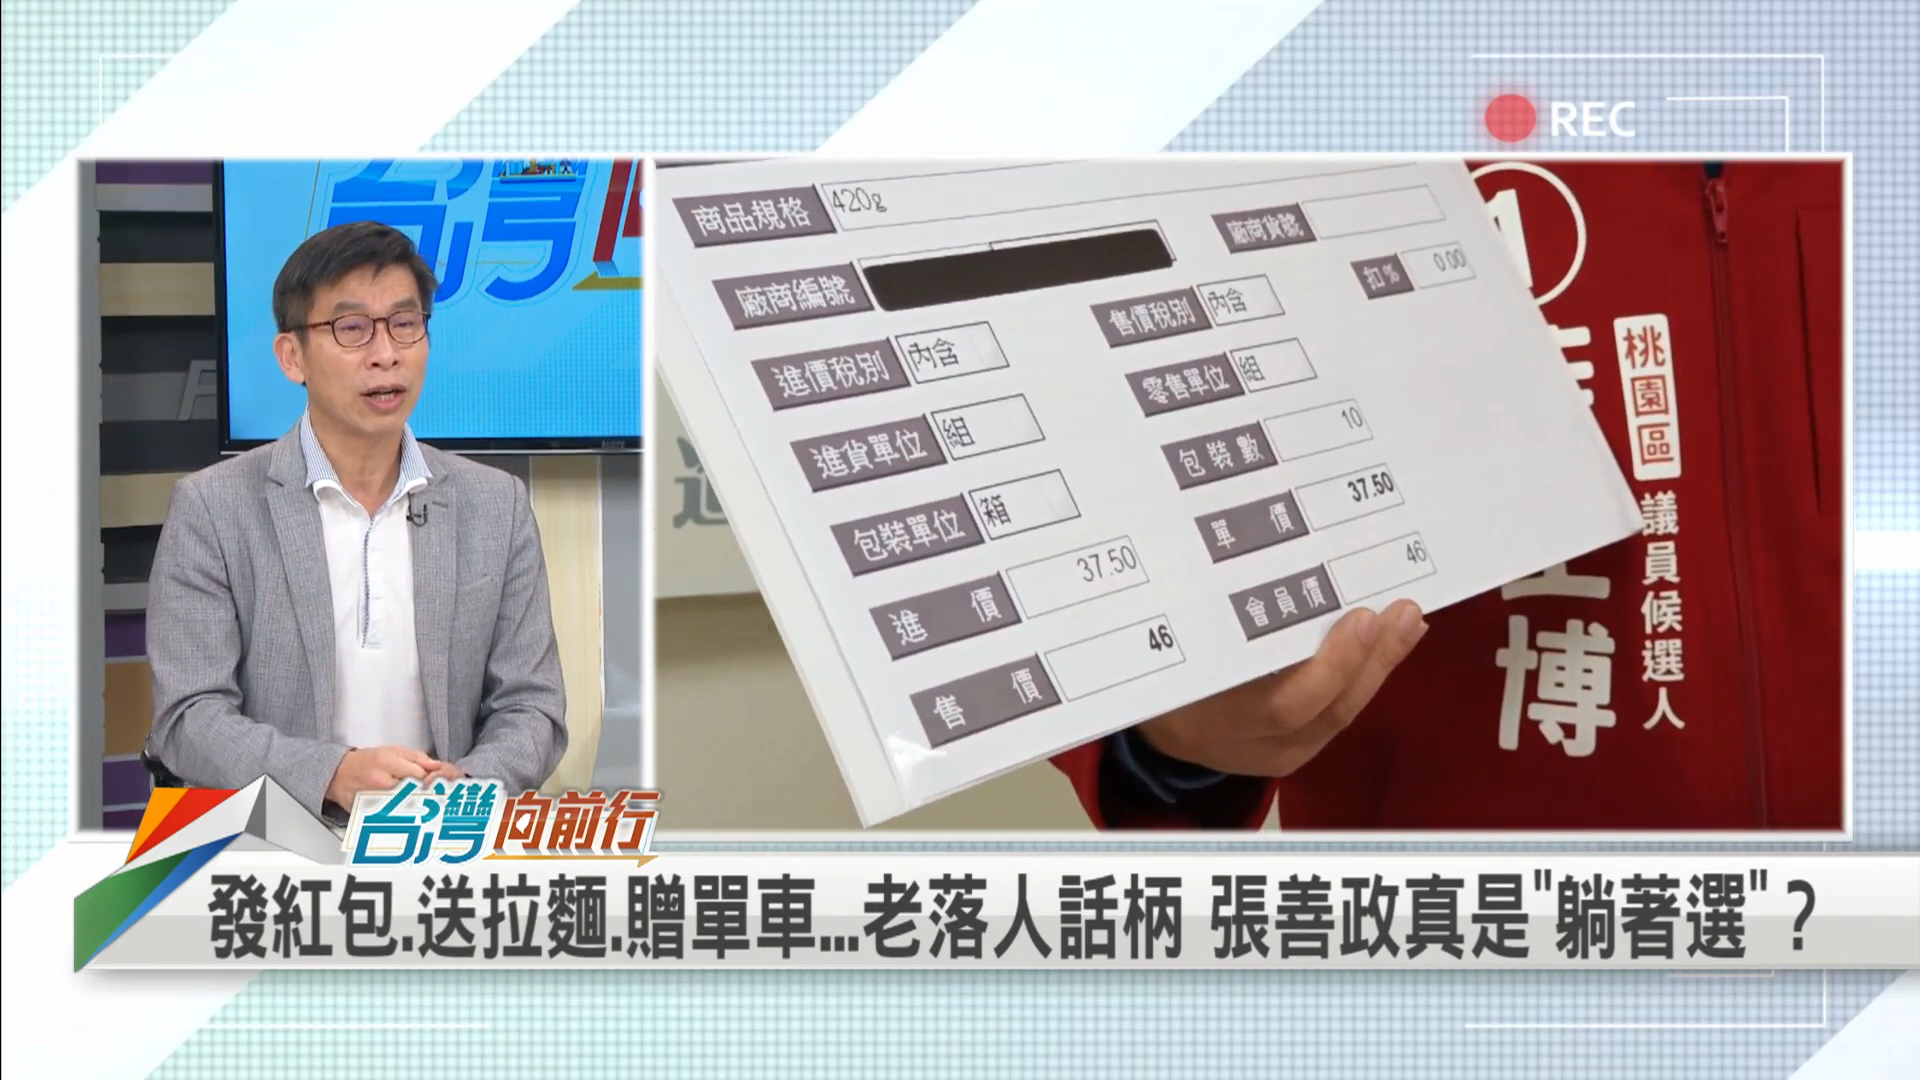 REC
台灣向
商品規格 420g
廠商編號
廠商貨號
扣% 0.00
進價稅別 內含
售價稅別 內含
進貨單位 組
零售單位 組
包裝單位 箱
包裝數 10
進價 37.50
單價 37.50
售價 46
會員價 46
1
博
桃園區
議員候選人
台灣向前行
發紅包.送拉麵.贈單車...老落人話柄 張善政真是"躺著選"？